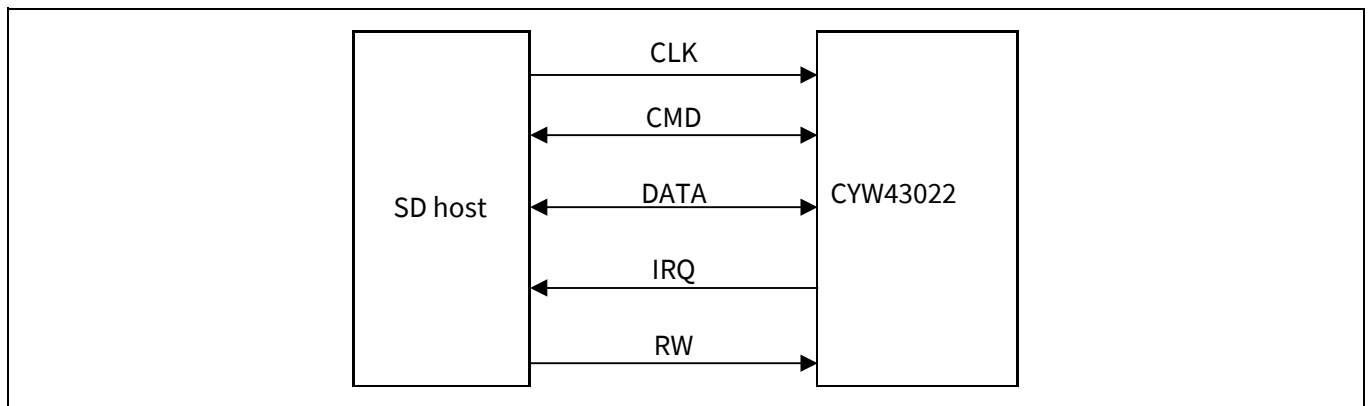 CLK
CMD
SD host
DATA
CYW43022
IRQ
RW